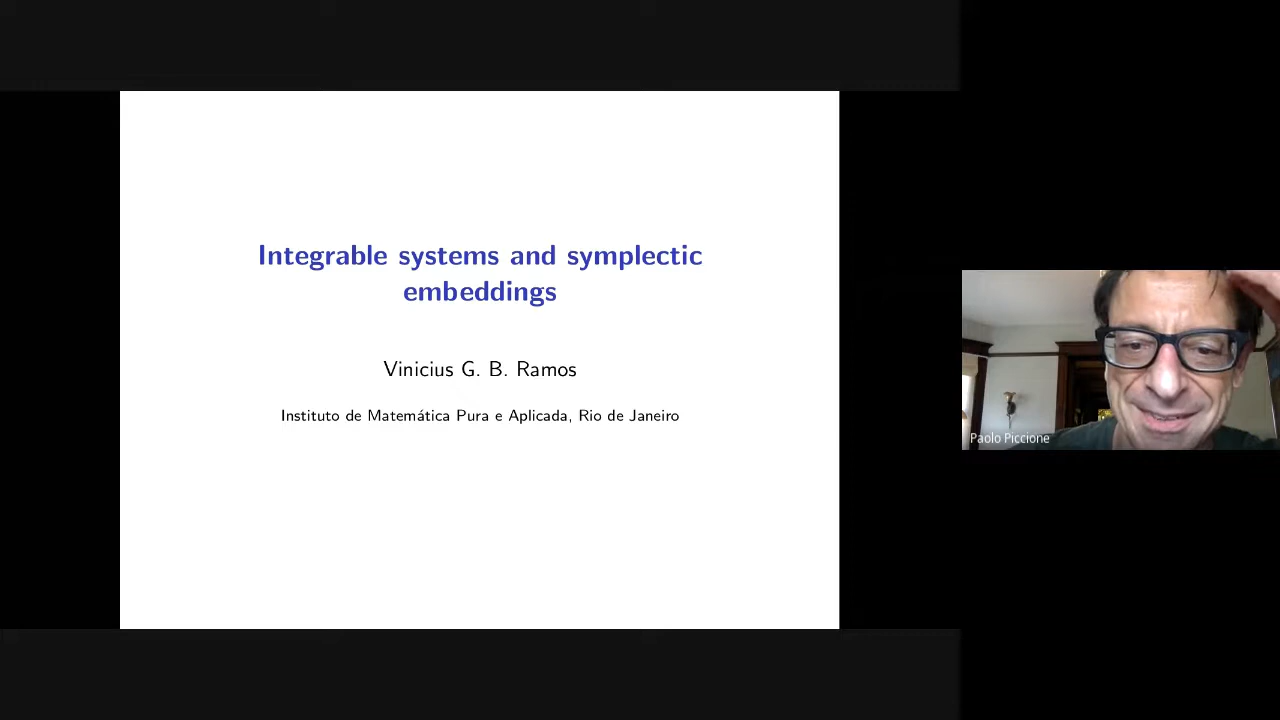 Integrable systems and symplectic
embeddings
Vinicius G. B. Ramos
Instituto de Matemática Pura e Aplicada, Rio de Janeiro
Paolo Piccione